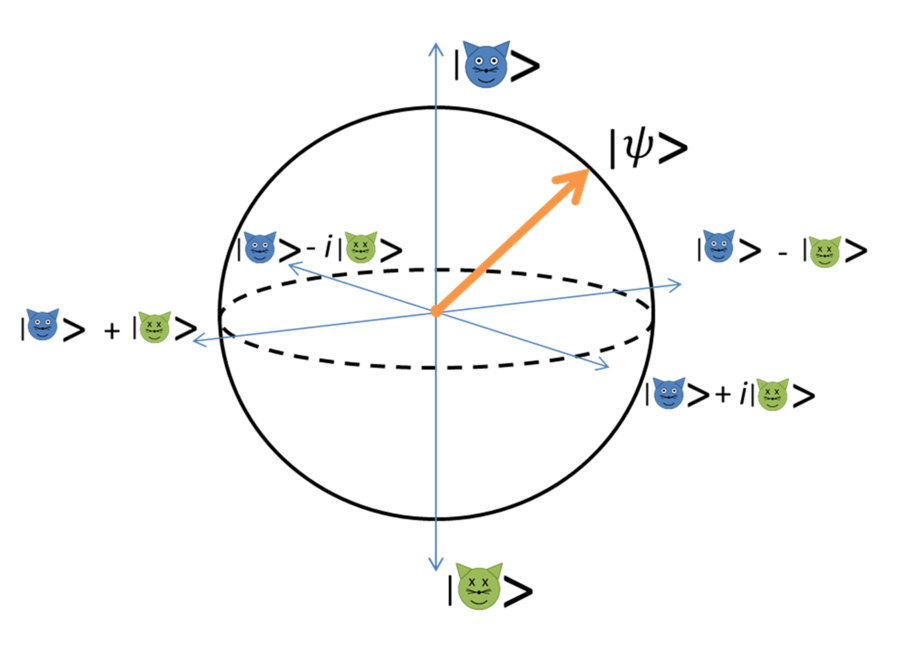 | >
|ψ>
| > - i| >
| > - | >
| > + | >
| > + i| >
| >